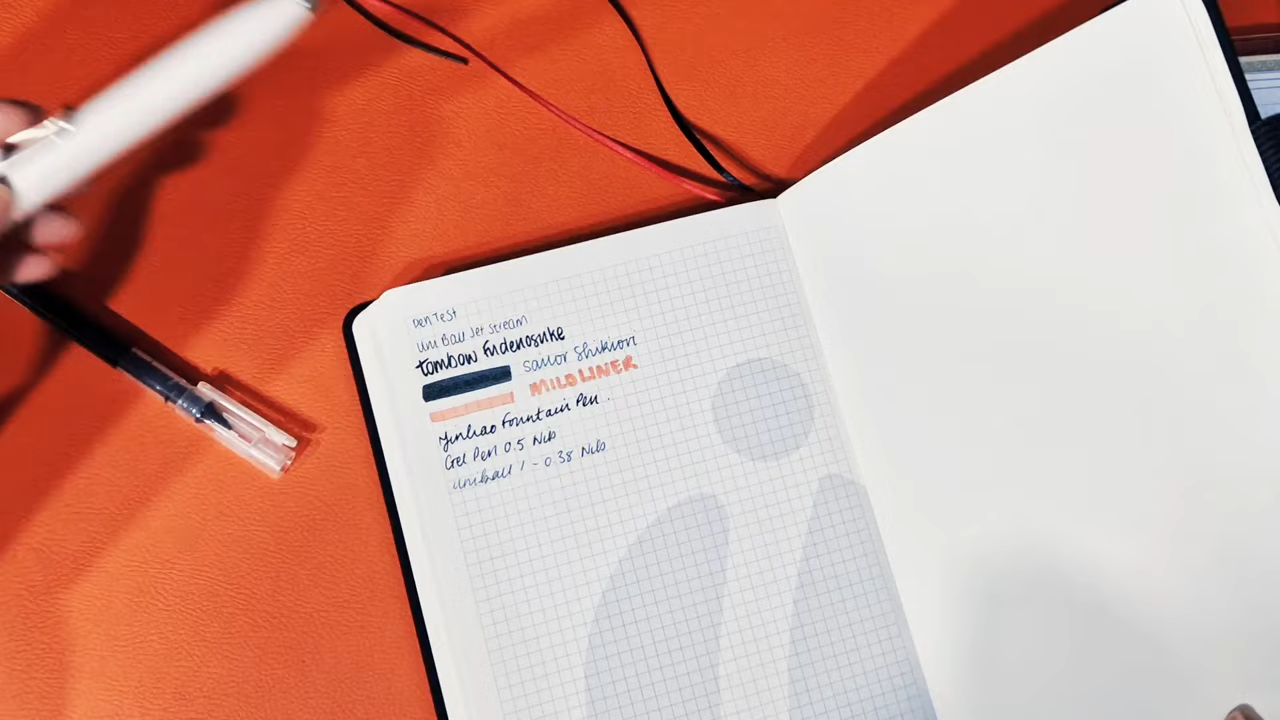 Pen Test
Uni Ball Jet stream
tombow Fudenosuke
Sailor Shikiori
MILDLINER
Jinhao Fountain Pen.
Gel Pen 0.5 Nib
uniball 1 - 0.38 Nib